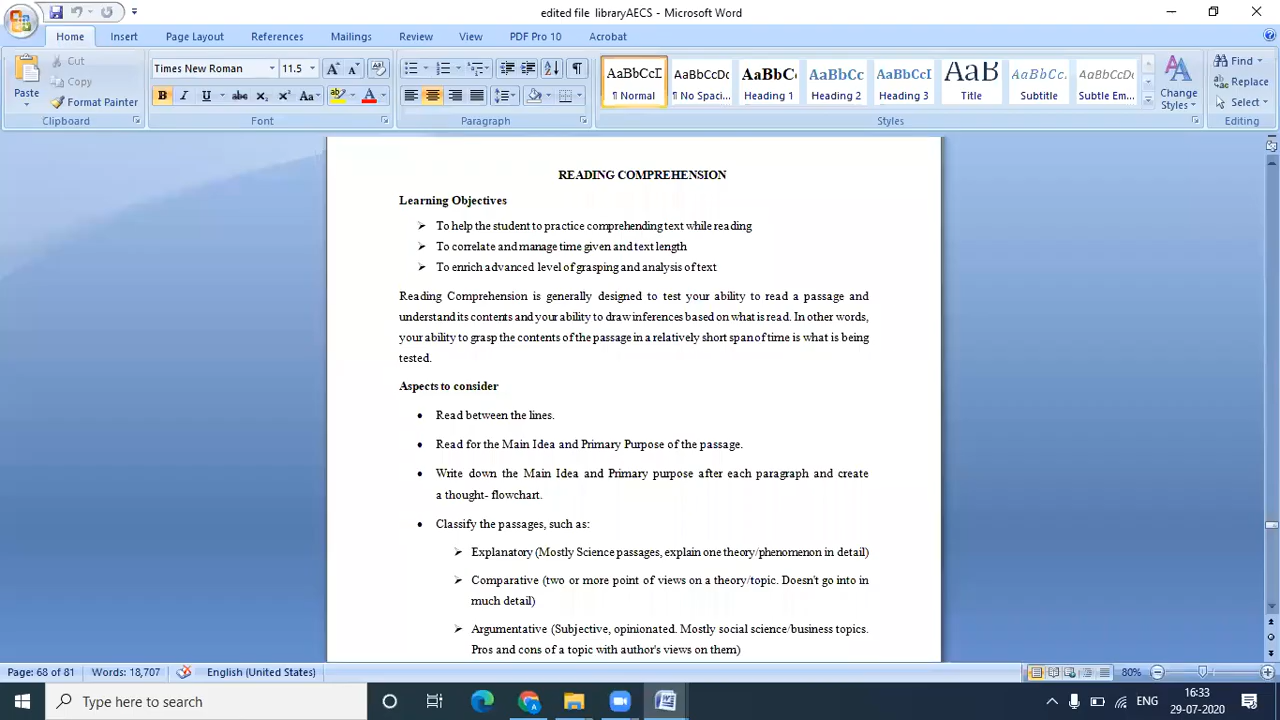 edited file libraryAECS - Microsoft Word
Home Insert Page Layout References Mailings Review View PDF Pro 10 Acrobat
Paste
Cut
Copy
Format Painter
Clipboard
Times New Roman 11.5
B I U abc X₂ X² Aa
Font
Paragraph
AaBbCcI AaBbCcDc AaBbC AaBbCc AaBbCcI AaB AaBbCc. AaBbCcDc
¶ Normal ¶ No Spaci... Heading 1 Heading 2 Heading 3 Title Subtitle Subtle Em...
Styles
Change
Styles
Find
Replace
Select
Editing
READING COMPREHENSION
Learning Objectives
➢ To help the student to practice comprehending text while reading
➢ To correlate and manage time given and text length
➢ To enrich advanced level of grasping and analysis of text
Reading Comprehension is generally designed to test your ability to read a passage and
understand its contents and your ability to draw inferences based on what is read. In other words,
your ability to grasp the contents of the passage in a relatively short span of time is what is being
tested.
Aspects to consider
• Read between the lines.
• Read for the Main Idea and Primary Purpose of the passage.
• Write down the Main Idea and Primary purpose after each paragraph and create
a thought- flowchart.
• Classify the passages, such as:
➢ Explanatory (Mostly Science passages, explain one theory/phenomenon in detail)
➢ Comparative (two or more point of views on a theory/topic. Doesn't go into in
much detail)
➢ Argumentative (Subjective, opinionated. Mostly social science/business topics.
Pros and cons of a topic with author's views on them)
Page: 68 of 81 Words: 18,707 English (United States) 80%
Type here to search
ENG
16:33
29-07-2020